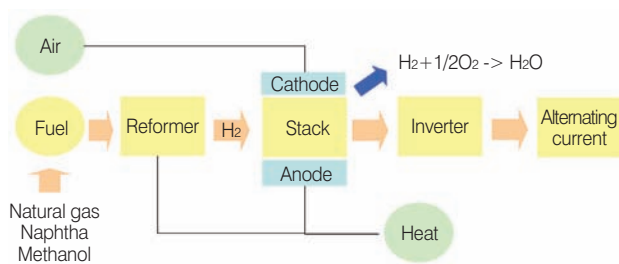 Air
H₂+1/2O₂ -> H₂O
Cathode
Fuel
Reformer
H₂
Stack
Inverter
Alternating
current
Anode
Natural gas
Naphtha
Methanol
Heat